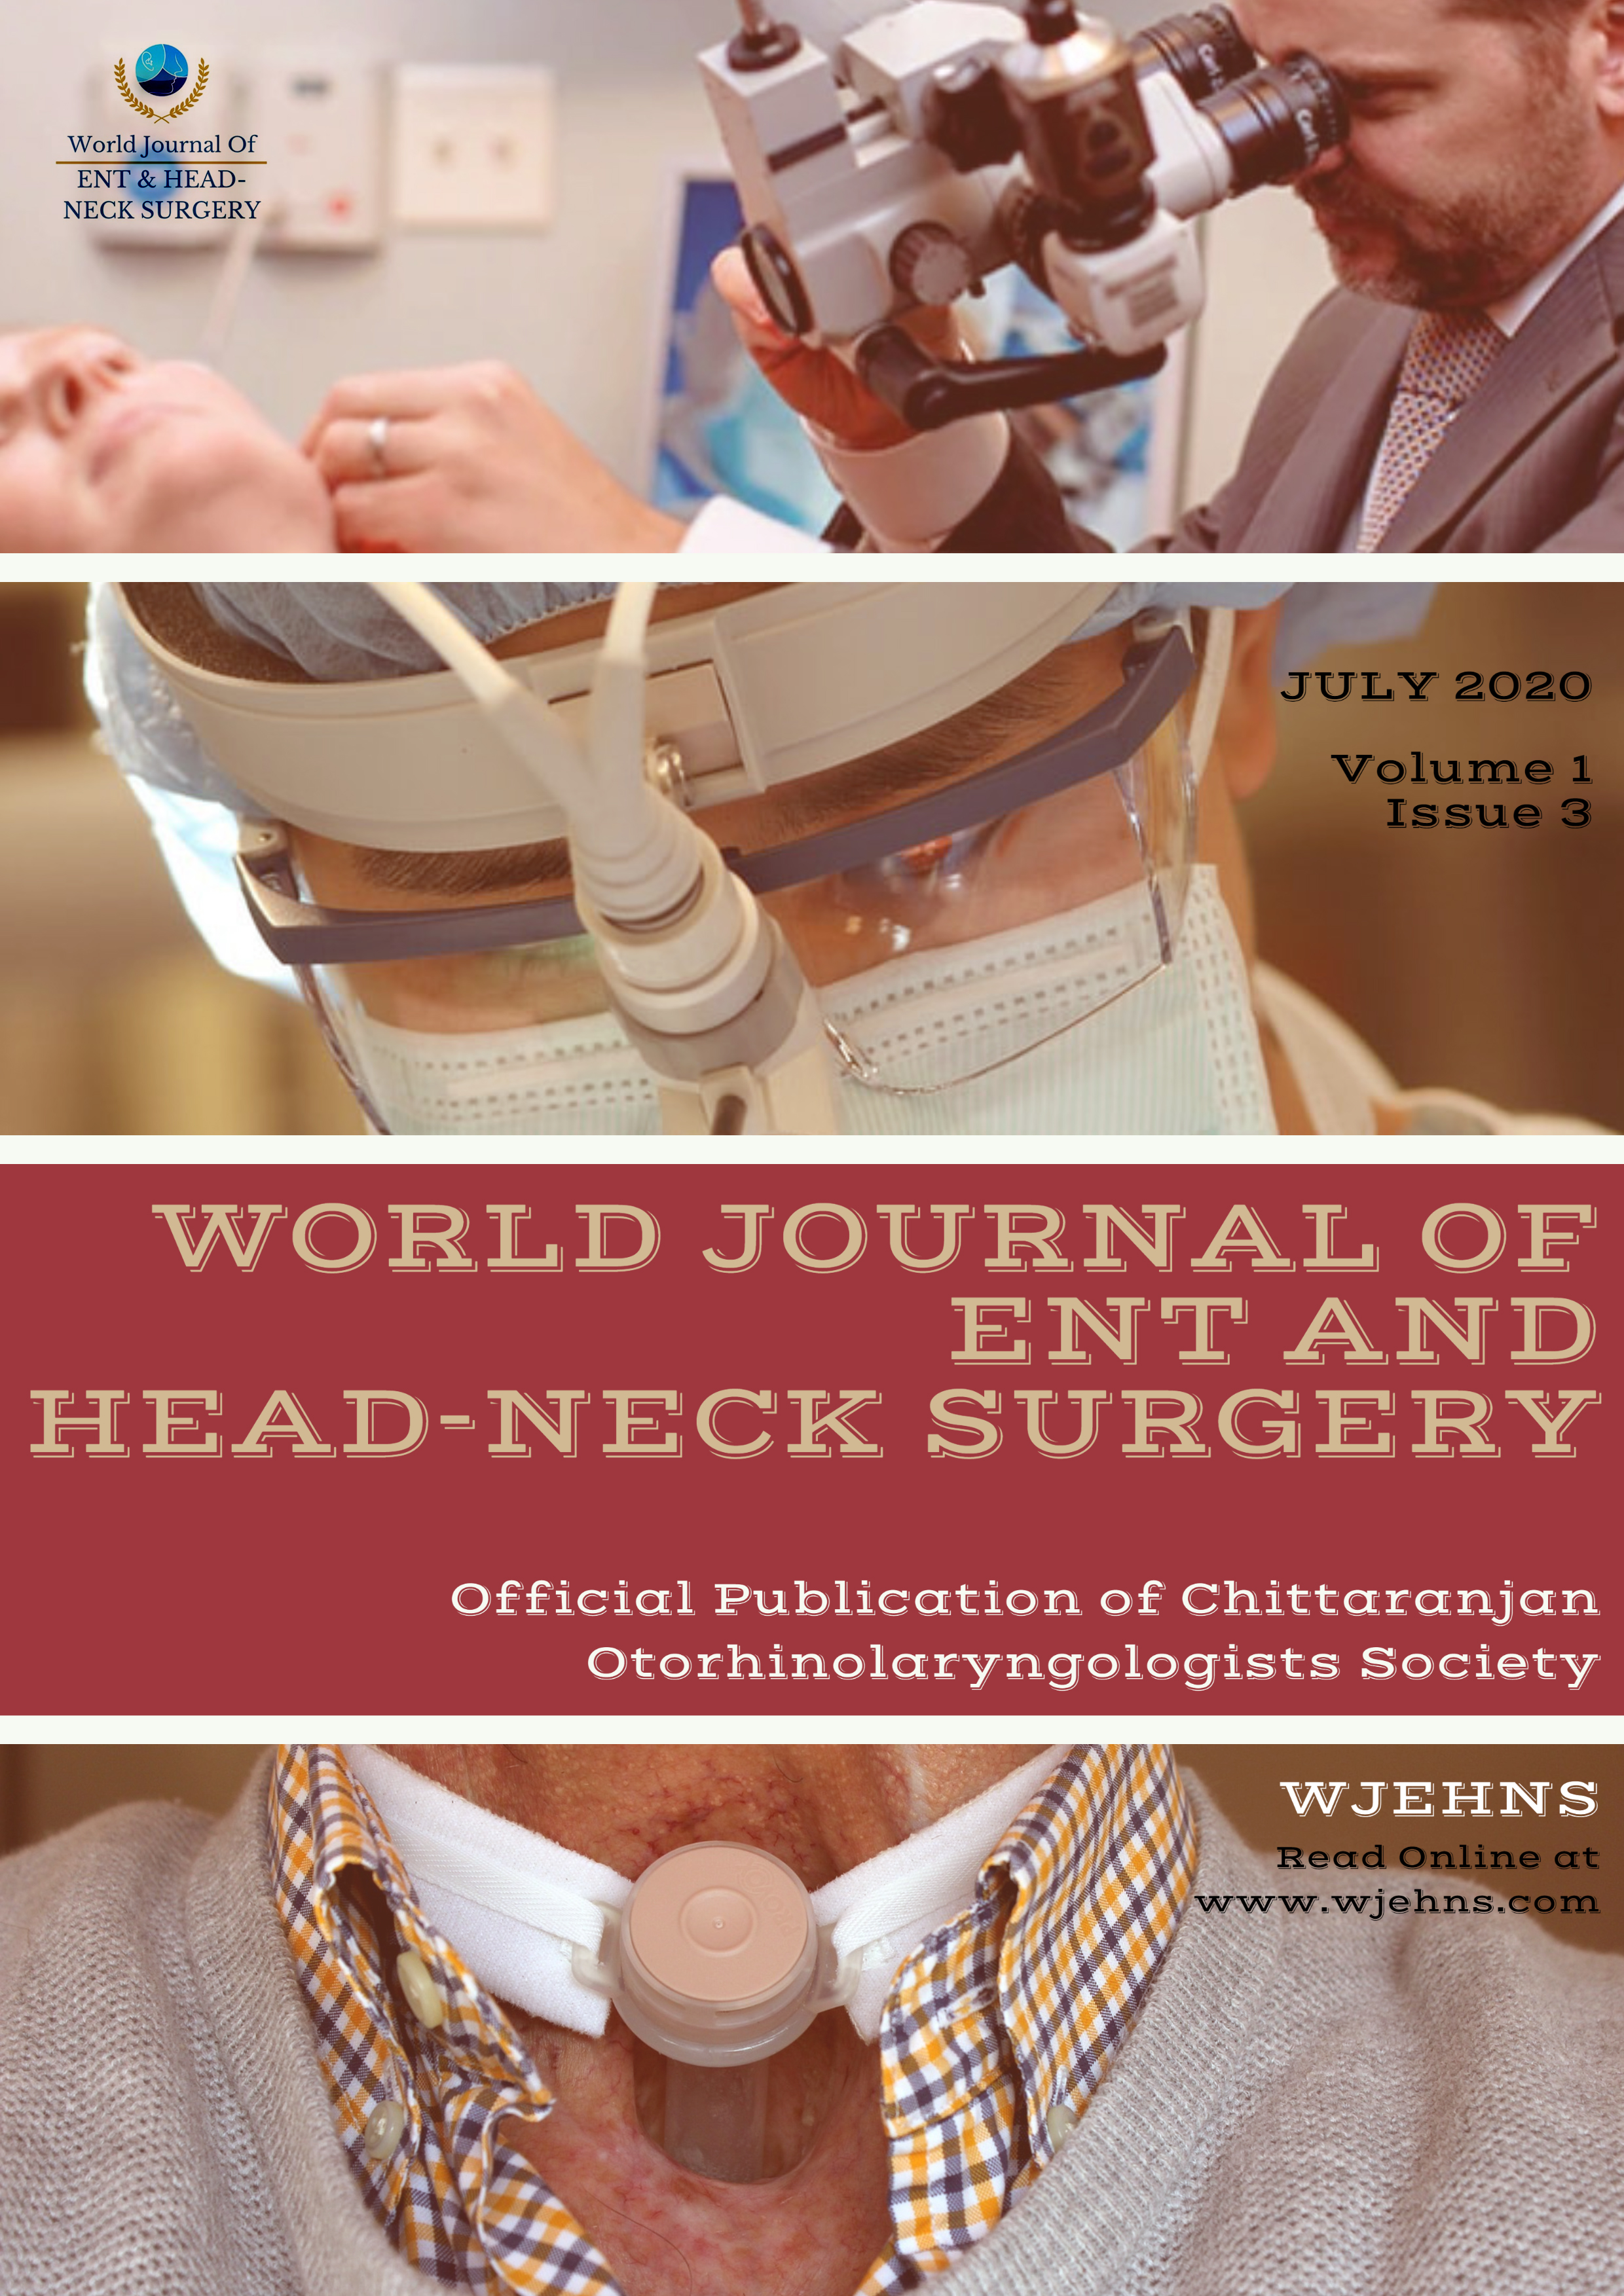 World Journal Of
ENT & HEAD-
NECK SURGERY
JULY 2020
Volume 1
Issue 3
WORLD JOURNAL OF
ENT AND
HEAD-NECK SURGERY
Official Publication of Chittaranjan
Otorhinolaryngologists Society
WJEHNS
Read Online at
www.wjehns.com